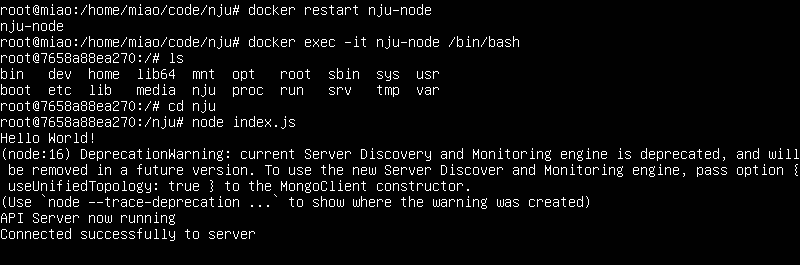 root@miao:/home/miao/code/nju# docker restart nju-node
nju-node
root@miao:/home/miao/code/nju# docker exec -it nju-node /bin/bash
root@7658a88ea270:/# ls
bin   dev  home  lib64  mnt  opt   root  sbin  sys  usr
boot  etc  lib   media  nju  proc  run   srv   tmp  var
root@7658a88ea270:/# cd nju
root@7658a88ea270:/nju# node index.js
Hello World!
(node:16) DeprecationWarning: current Server Discovery and Monitoring engine is deprecated, and will
 be removed in a future version. To use the new Server Discover and Monitoring engine, pass option {
 useUnifiedTopology: true } to the MongoClient constructor.
(Use `node --trace-deprecation ...` to show where the warning was created)
API Server now running
Connected successfully to server